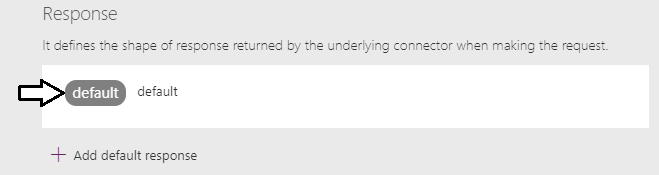 Response
It defines the shape of response returned by the underlying connector when making the request.
default default
Add default response